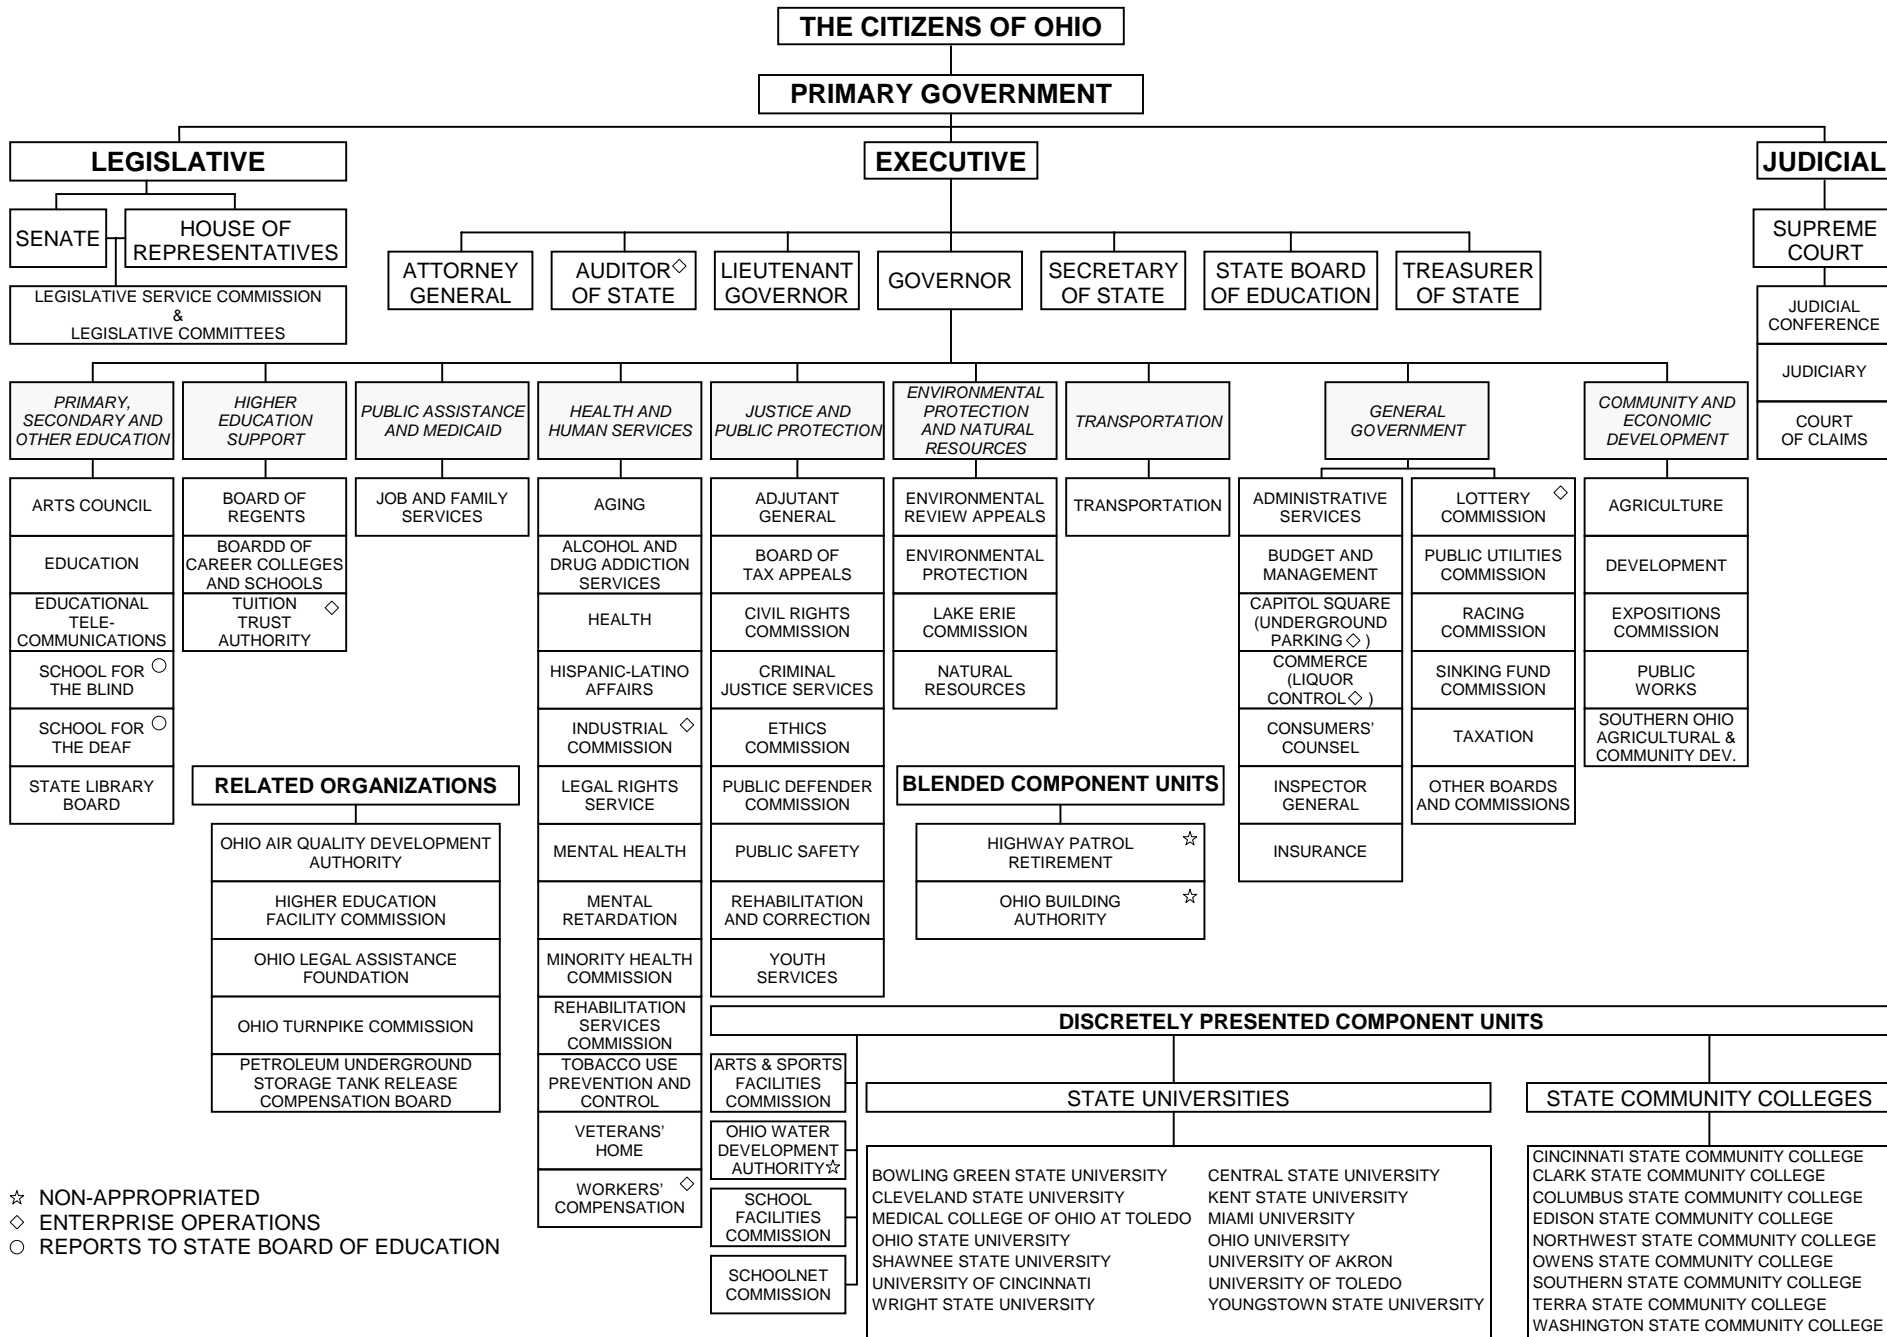 THE CITIZENS OF OHIO
PRIMARY GOVERNMENT
LEGISLATIVE
EXECUTIVE
JUDICIAL
SENATE
HOUSE OF
REPRESENTATIVES
LEGISLATIVE SERVICE COMMISSION
&
LEGISLATIVE COMMITTEES
ATTORNEY
GENERAL
AUDITOR◇
OF STATE
LIEUTENANT
GOVERNOR
GOVERNOR
SECRETARY
OF STATE
STATE BOARD
OF EDUCATION
TREASURER
OF STATE
SUPREME
COURT
JUDICIAL
CONFERENCE
JUDICIARY
COURT
OF CLAIMS
PRIMARY,
SECONDARY AND
OTHER EDUCATION
ARTS COUNCIL
EDUCATION
EDUCATIONAL
TELE-
COMMUNICATIONS
SCHOOL FOR ○
THE BLIND
SCHOOL FOR ○
THE DEAF
STATE LIBRARY
BOARD
HIGHER
EDUCATION
SUPPORT
BOARD OF
REGENTS
BOARDD OF
CAREER COLLEGES
AND SCHOOLS
TUITION ◇
TRUST
AUTHORITY
PUBLIC ASSISTANCE
AND MEDICAID
JOB AND FAMILY
SERVICES
HEALTH AND
HUMAN SERVICES
AGING
ALCOHOL AND
DRUG ADDICTION
SERVICES
HEALTH
HISPANIC-LATINO
AFFAIRS
INDUSTRIAL ◇
COMMISSION
LEGAL RIGHTS
SERVICE
MENTAL HEALTH
MENTAL
RETARDATION
MINORITY HEALTH
COMMISSION
REHABILITATION
SERVICES
COMMISSION
TOBACCO USE
PREVENTION AND
CONTROL
VETERANS’
HOME
WORKERS’ ◇
COMPENSATION
JUSTICE AND
PUBLIC PROTECTION
ADJUTANT
GENERAL
BOARD OF
TAX APPEALS
CIVIL RIGHTS
COMMISSION
CRIMINAL
JUSTICE SERVICES
ETHICS
COMMISSION
PUBLIC DEFENDER
COMMISSION
PUBLIC SAFETY
REHABILITATION
AND CORRECTION
YOUTH
SERVICES
ENVIRONMENTAL
PROTECTION
AND NATURAL
RESOURCES
ENVIRONMENTAL
REVIEW APPEALS
ENVIRONMENTAL
PROTECTION
LAKE ERIE
COMMISSION
NATURAL
RESOURCES
TRANSPORTATION
TRANSPORTATION
GENERAL
GOVERNMENT
ADMINISTRATIVE
SERVICES
BUDGET AND
MANAGEMENT
CAPITOL SQUARE
(UNDERGROUND
PARKING◇ )
COMMERCE
(LIQUOR
CONTROL◇ )
CONSUMERS’
COUNSEL
INSPECTOR
GENERAL
INSURANCE
LOTTERY ◇
COMMISSION
PUBLIC UTILITIES
COMMISSION
RACING
COMMISSION
SINKING FUND
COMMISSION
TAXATION
OTHER BOARDS
AND COMMISSIONS
COMMUNITY AND
ECONOMIC
DEVELOPMENT
AGRICULTURE
DEVELOPMENT
EXPOSITIONS
COMMISSION
PUBLIC
WORKS
SOUTHERN OHIO
AGRICULTURAL &
COMMUNITY DEV.
RELATED ORGANIZATIONS
OHIO AIR QUALITY DEVELOPMENT
AUTHORITY
HIGHER EDUCATION
FACILITY COMMISSION
OHIO LEGAL ASSISTANCE
FOUNDATION
OHIO TURNPIKE COMMISSION
PETROLEUM UNDERGROUND
STORAGE TANK RELEASE
COMPENSATION BOARD
BLENDED COMPONENT UNITS
HIGHWAY PATROL ☆
RETIREMENT
OHIO BUILDING ☆
AUTHORITY
DISCRETELY PRESENTED COMPONENT UNITS
ARTS & SPORTS
FACILITIES
COMMISSION
OHIO WATER
DEVELOPMENT
AUTHORITY☆
SCHOOL
FACILITIES
COMMISSION
SCHOOLNET
COMMISSION
STATE UNIVERSITIES
BOWLING GREEN STATE UNIVERSITY
CLEVELAND STATE UNIVERSITY
MEDICAL COLLEGE OF OHIO AT TOLEDO
OHIO STATE UNIVERSITY
SHAWNEE STATE UNIVERSITY
UNIVERSITY OF CINCINNATI
WRIGHT STATE UNIVERSITY
CENTRAL STATE UNIVERSITY
KENT STATE UNIVERSITY
MIAMI UNIVERSITY
OHIO UNIVERSITY
UNIVERSITY OF AKRON
UNIVERSITY OF TOLEDO
YOUNGSTOWN STATE UNIVERSITY
STATE COMMUNITY COLLEGES
CINCINNATI STATE COMMUNITY COLLEGE
CLARK STATE COMMUNITY COLLEGE
COLUMBUS STATE COMMUNITY COLLEGE
EDISON STATE COMMUNITY COLLEGE
NORTHWEST STATE COMMUNITY COLLEGE
OWENS STATE COMMUNITY COLLEGE
SOUTHERN STATE COMMUNITY COLLEGE
TERRA STATE COMMUNITY COLLEGE
WASHINGTON STATE COMMUNITY COLLEGE
☆ NON-APPROPRIATED
◇ ENTERPRISE OPERATIONS
○ REPORTS TO STATE BOARD OF EDUCATION